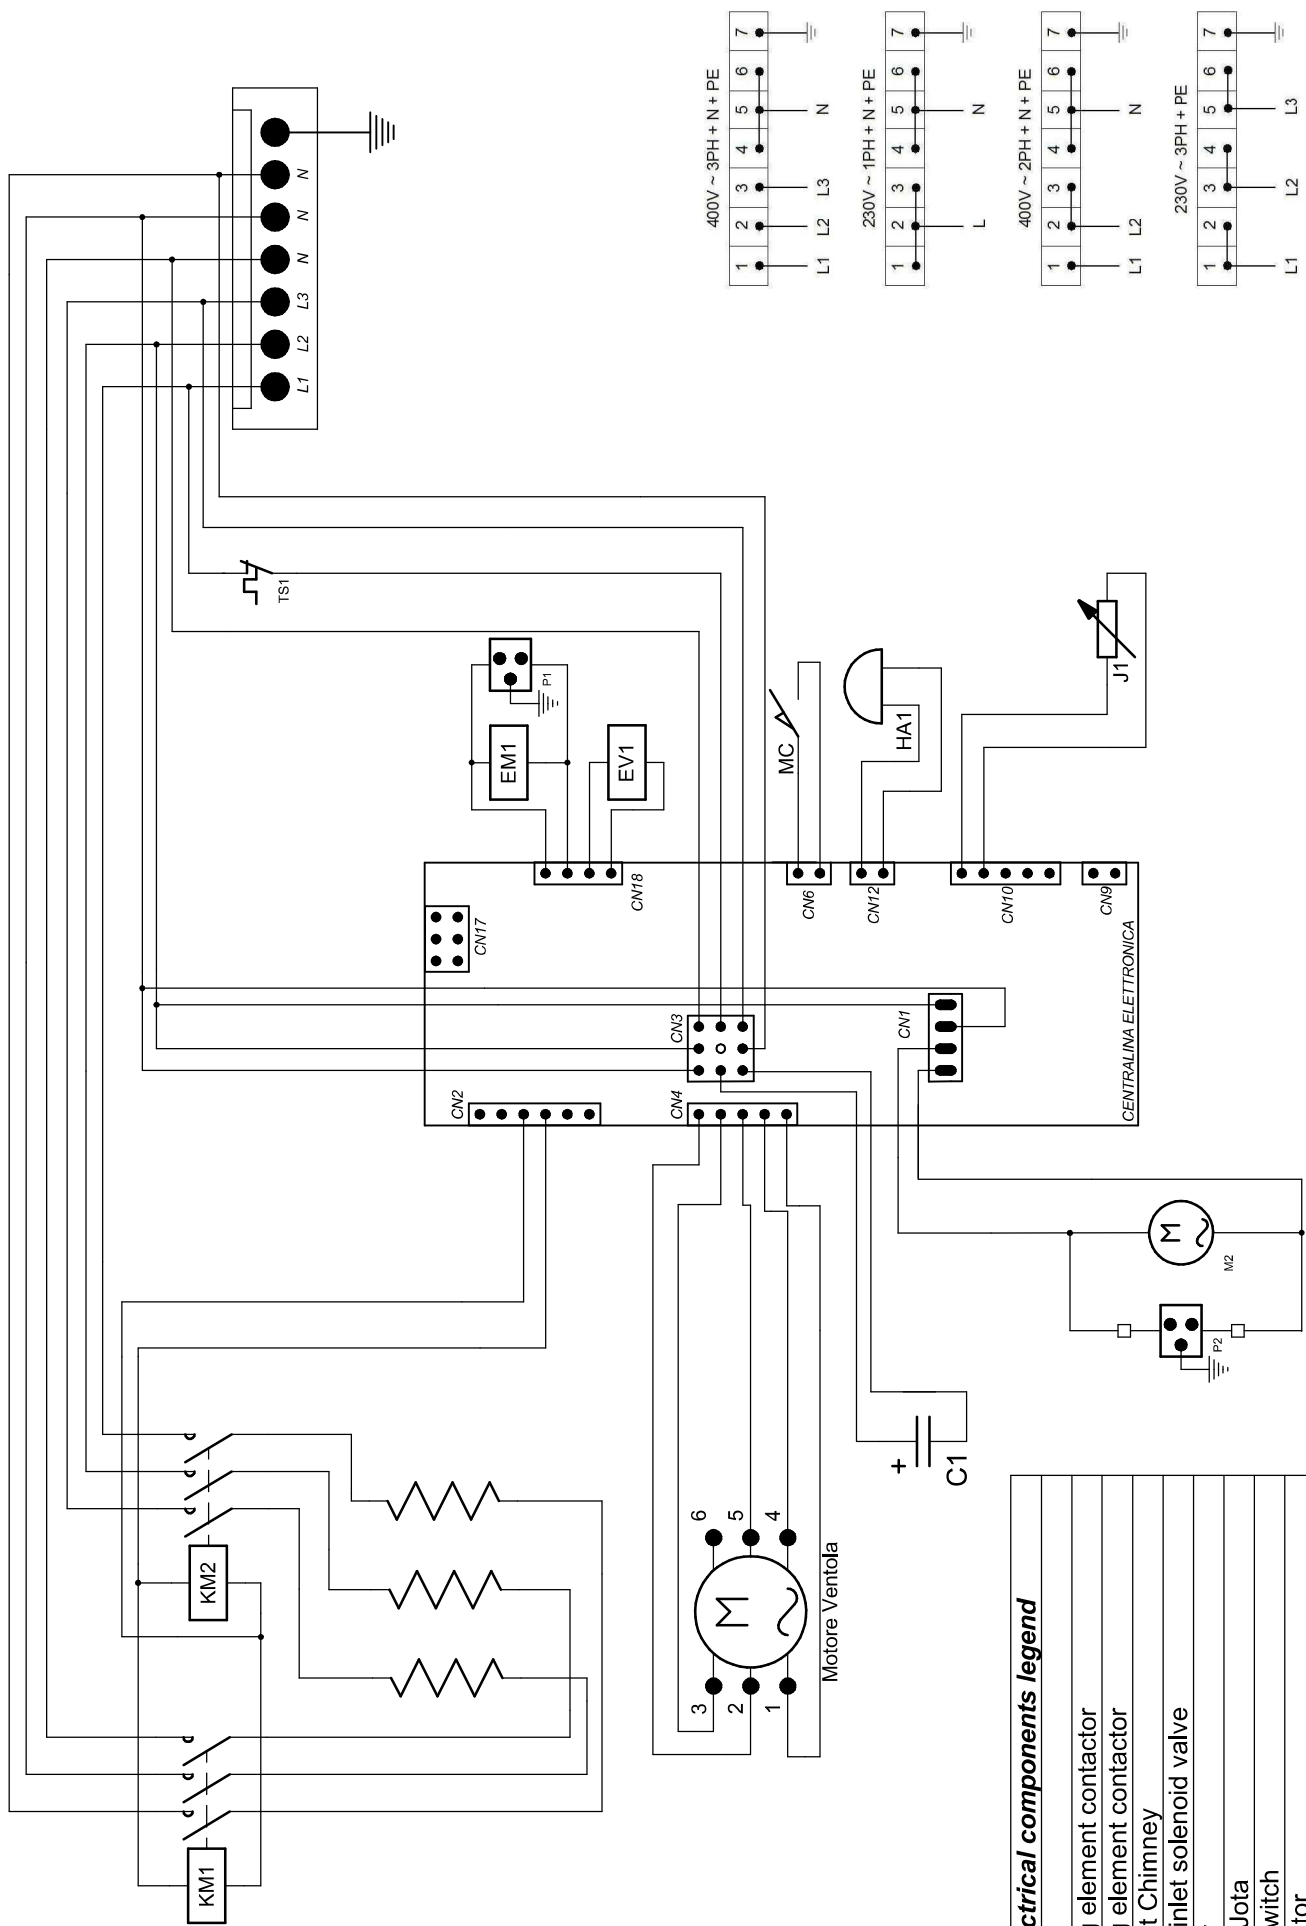 400V ~ 3PH + N + PE
1 2 3 4 5 6 7
L1 L2 L3 N
230V ~ 1PH + N + PE
1 2 3 4 5 6 7
L N
400V ~ 2PH + N + PE
1 2 3 4 5 6 7
L1 L2 N
230V ~ 3PH + PE
1 2 3 4 5 6 7
L1 L2 L3
L1 L2 L3 N N N
TS1
P1
EM1
EV1
MC
HA1
J1
CN18
CN17
CN6
CN12
CN10
CN9
CN3
CN1
CN2
CN4
CENTRALINA ELETTRONICA
M
M2
P2
+
C1
KM2
KM1
6
5
4
M
3
2
1
Motore Ventola
ctrical components legend
element contactor
element contactor
t Chimney
inlet solenoid valve
Jota
witch
tor